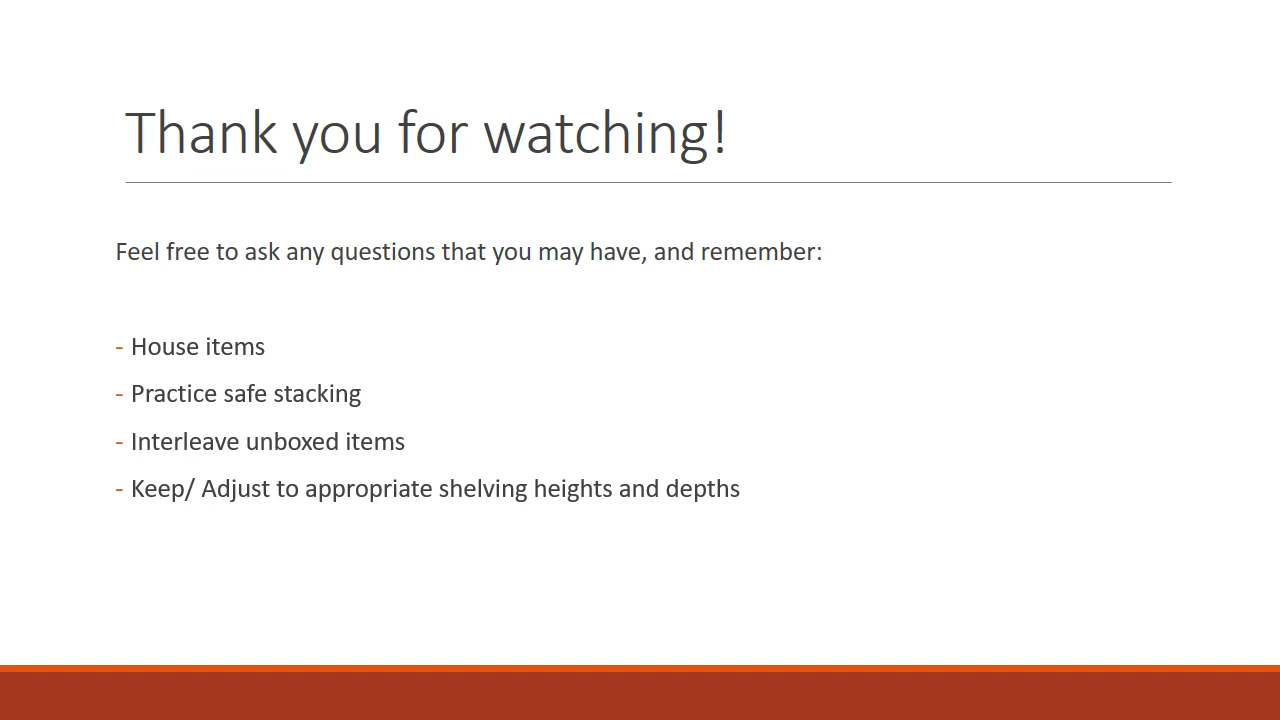 Thank you for watching!
Feel free to ask any questions that you may have, and remember:
- House items
- Practice safe stacking
- Interleave unboxed items
- Keep/ Adjust to appropriate shelving heights and depths